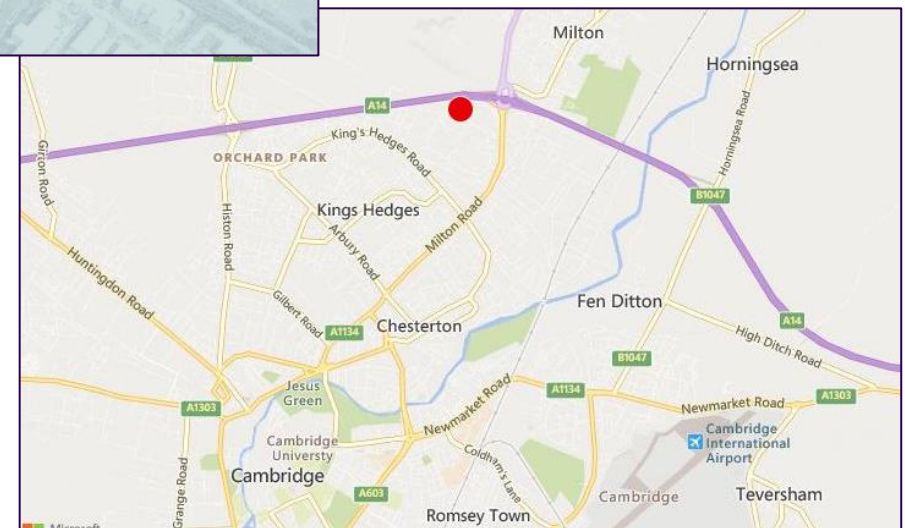 Milton
Horningsea
A14
King's Hedges Road
ORCHARD PARK
Girton Road
Horningsea Road
B1047
Histon Road
Kings Hedges
Milton Road
Arbury Road
Huntingdon Road
Gilbert Road
Fen Ditton
A14
A1134
Chesterton
High Ditch Road
B1047
Jesus
Green
A1134
A1303
Newmarket Road
A1303
Newmarket Road
Cambridge
International
Airport
Cambridge
Universty
Coldham's Lane
Grange Road
Cambridge
A603
Cambridge
Teversham
Romsey Town
Microsoft